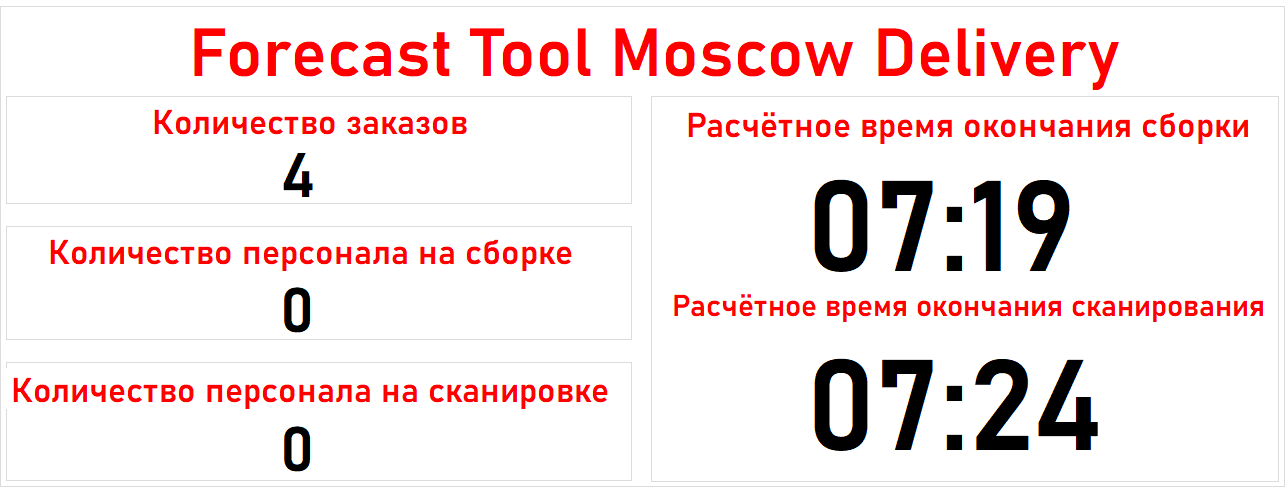 Forecast Tool Moscow Delivery
Количество заказов
4
Количество персонала на сборке
0
Количество персонала на сканировке
0
Расчётное время окончания сборки
07:19
Расчётное время окончания сканирования
07:24